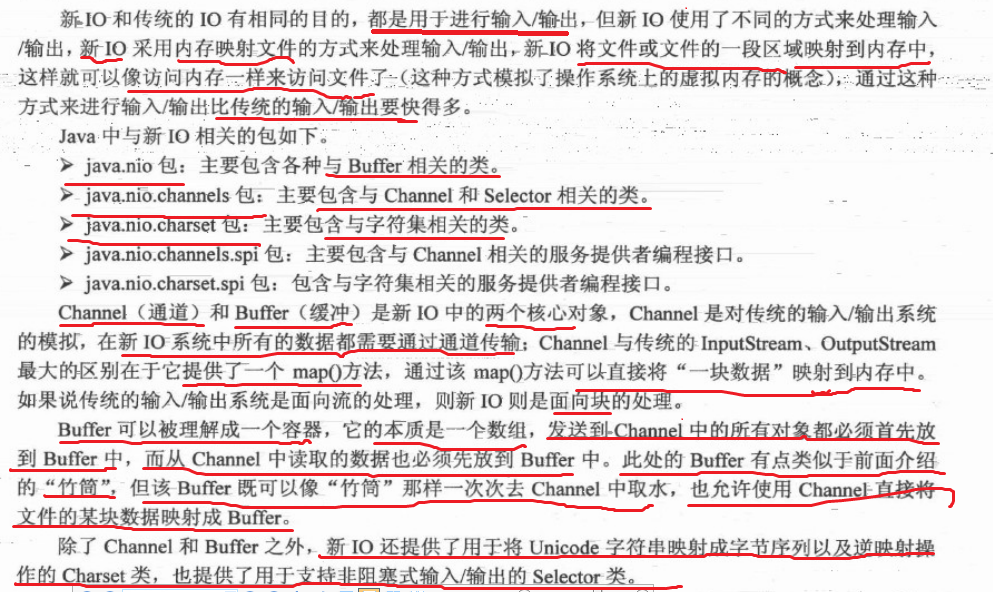 新 IO 和传统的 IO 有相同的目的，都是用于进行输入/输出，但新 IO 使用了不同的方式来处理输入
/输出，新 IO 采用内存映射文件的方式来处理输入/输出，新 IO 将文件或文件的一段区域映射到内存中，
这样就可以像访问内存一样来访问文件了（这种方式模拟了操作系统上的虚拟内存的概念），通过这种
方式来进行输入/输出比传统的输入/输出要快得多。
Java 中与新 IO 相关的包如下。
➢ java.nio 包：主要包含各种与 Buffer 相关的类。
➢ java.nio.channels 包：主要包含与 Channel 和 Selector 相关的类。
➢ java.nio.charset 包：主要包含与字符集相关的类。
➢ java.nio.channels.spi 包：主要包含与 Channel 相关的服务提供者编程接口。
➢ java.nio.charset.spi 包：包含与字符集相关的服务提供者编程接口。
Channel（通道）和 Buffer（缓冲）是新 IO 中的两个核心对象，Channel 是对传统的输入/输出系统
的模拟，在新 IO 系统中所有的数据都需要通过通道传输；Channel 与传统的 InputStream、OutputStream
最大的区别在于它提供了一个 map()方法，通过该 map()方法可以直接将“一块数据”映射到内存中。
如果说传统的输入/输出系统是面向流的处理，则新 IO 则是面向块的处理。
Buffer 可以被理解成一个容器，它的本质是一个数组，发送到 Channel 中的所有对象都必须首先放
到 Buffer 中，而从 Channel 中读取的数据也必须先放到 Buffer 中。此处的 Buffer 有点类似于前面介绍
的“竹筒”，但该 Buffer 既可以像“竹筒”那样一次次去 Channel 中取水，也允许使用 Channel 直接将
文件的某块数据映射成 Buffer。
除了 Channel 和 Buffer 之外，新 IO 还提供了用于将 Unicode 字符串映射成字节序列以及逆映射操
作的 Charset 类，也提供了用于支持非阻塞式输入/输出的 Selector 类。